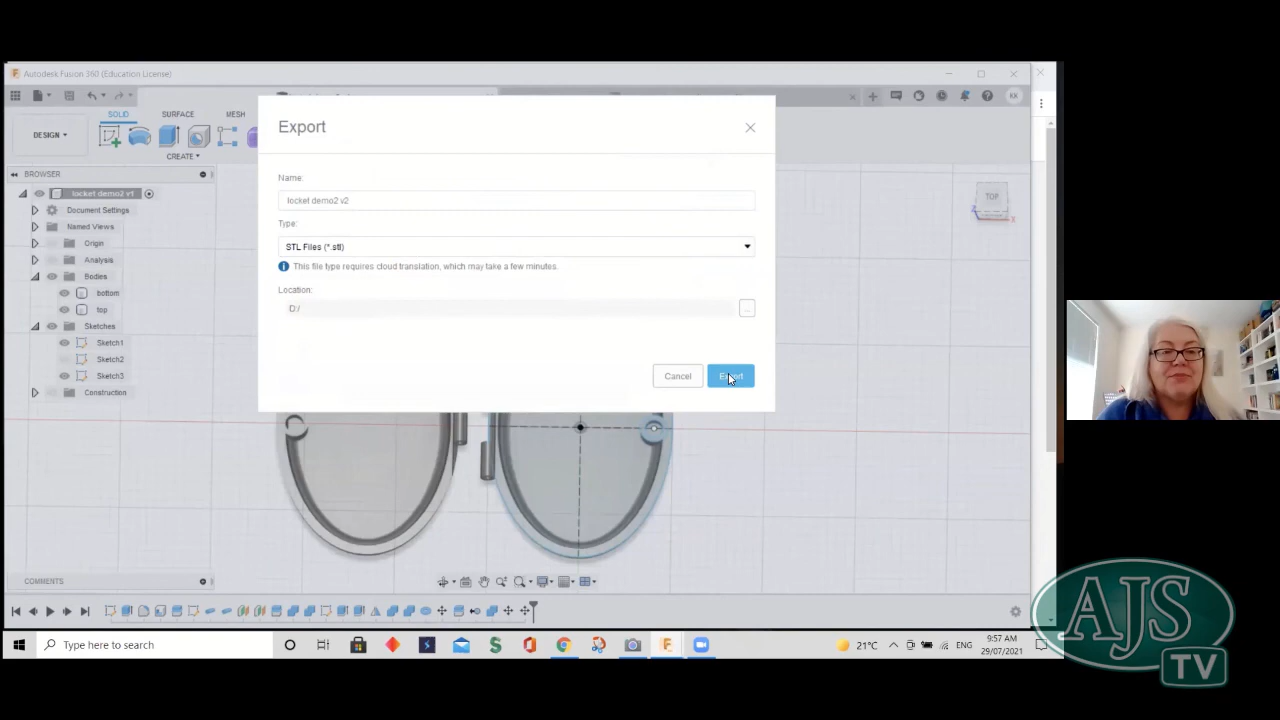 Autodesk Fusion 360 (Education License)
KK
SOLID SURFACE MESH
DESIGN
CREATE
BROWSER
locket demo2 v1
Document Settings
Named Views
Origin
Analysis
Bodies
bottom
top
Sketches
Sketch1
Sketch2
Sketch3
Construction
Export
Name:
locket demo2 v2
Type:
STL Files (*.stl)
This file type requires cloud translation, which may take a few minutes.
Location:
D:/
...
Cancel Export
TOP
Z X
COMMENTS
Type here to search
21°C ENG
9:57 AM
29/07/2021
AJS
TV